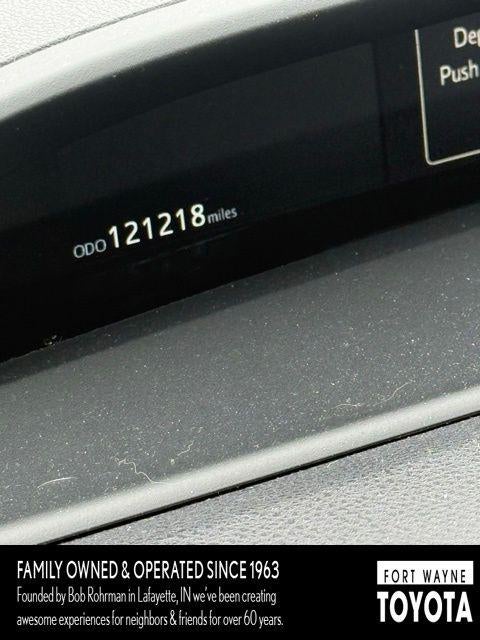 Dep
Push
ODO 121218 miles
FAMILY OWNED & OPERATED SINCE 1963
Founded by Bob Rohrman in Lafayette, IN we've been creating
awesome experiences for neighbors & friends for over 60 years.
FORT WAYNE
TOYOTA